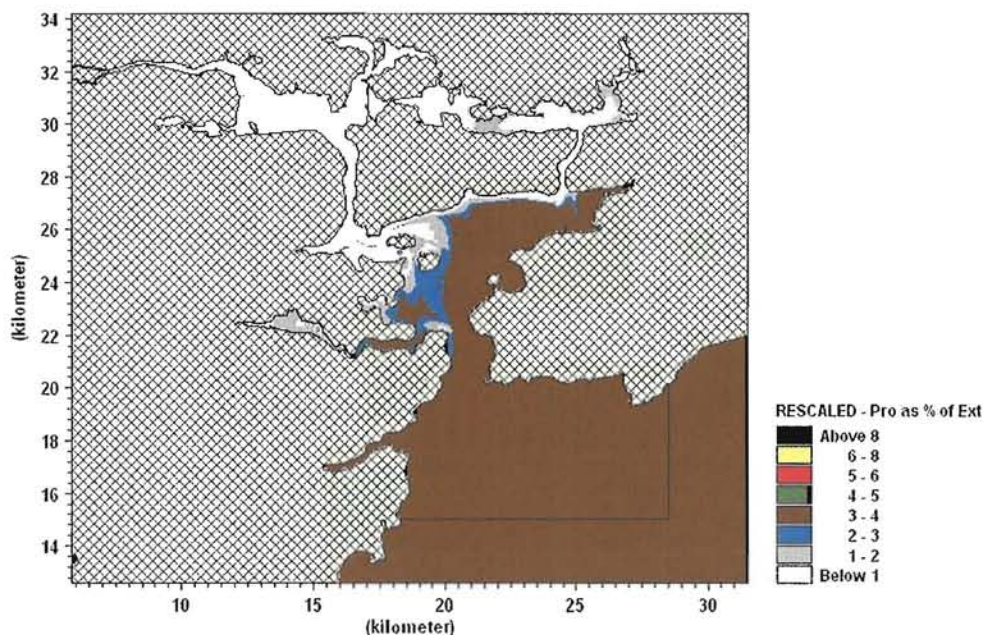 34
32
30
28
26
24
22
20
18
16
14
(kilometer)
10
15
20
25
30
(kilometer)
RESCALED - Pro as % of Ext
Above 8
6 - 8
5 - 6
4 - 5
3 - 4
2 - 3
1 - 2
Below 1